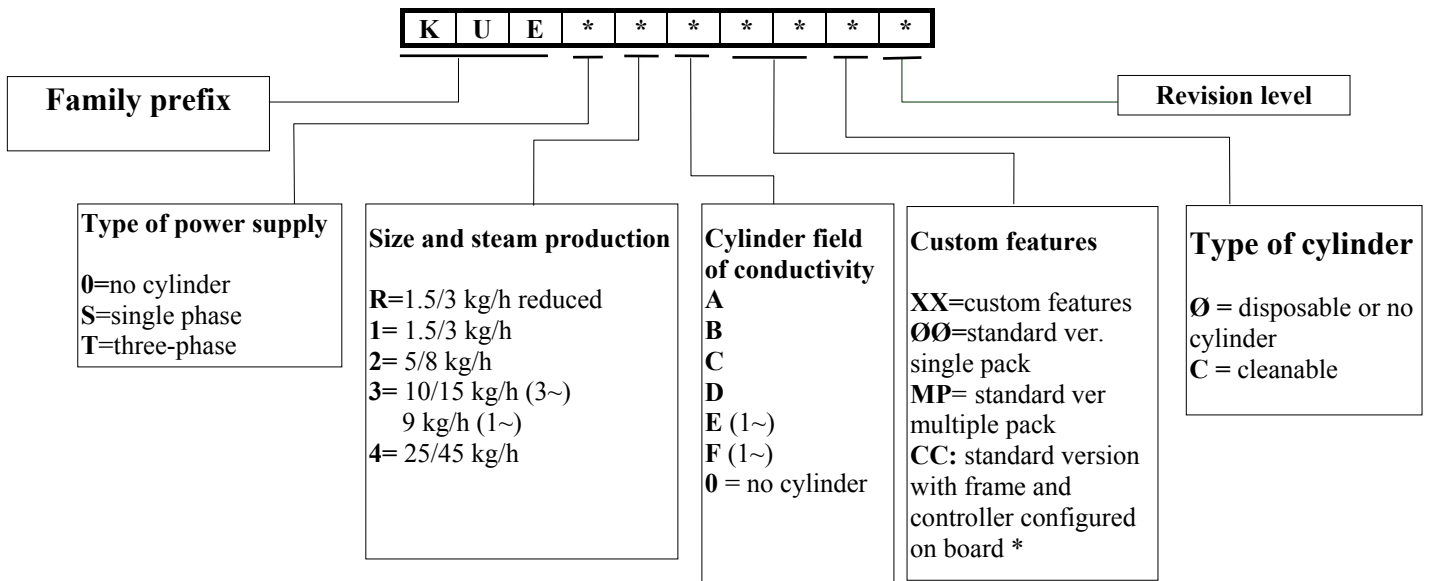 K U E * * * * * * *
Family prefix
Revision level
Type of power supply
0=no cylinder
S=single phase
T=three-phase
Size and steam production
R=1.5/3 kg/h reduced
1= 1.5/3 kg/h
2= 5/8 kg/h
3= 10/15 kg/h (3~)
9 kg/h (1~)
4= 25/45 kg/h
Cylinder field
of conductivity
A
B
C
D
E (1~)
F (1~)
0 = no cylinder
Custom features
XX=custom features
ØØ=standard ver.
single pack
MP= standard ver
multiple pack
CC: standard version
with frame and
controller configured
on board *
Type of cylinder
Ø = disposable or no
cylinder
C = cleanable